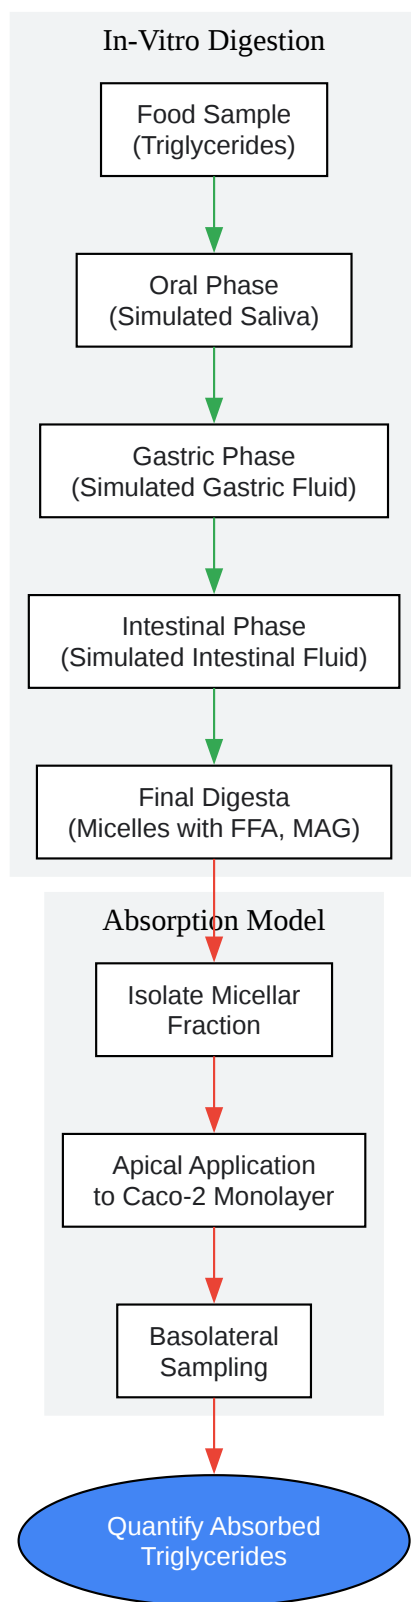 In-Vitro Digestion
Food Sample
(Triglycerides)
Oral Phase
(Simulated Saliva)
Gastric Phase
(Simulated Gastric Fluid)
Intestinal Phase
(Simulated Intestinal Fluid)
Final Digesta
(Micelles with FFA, MAG)
Absorption Model
Isolate Micellar
Fraction
Apical Application
to Caco-2 Monolayer
Basolateral
Sampling
Quantify Absorbed
Triglycerides